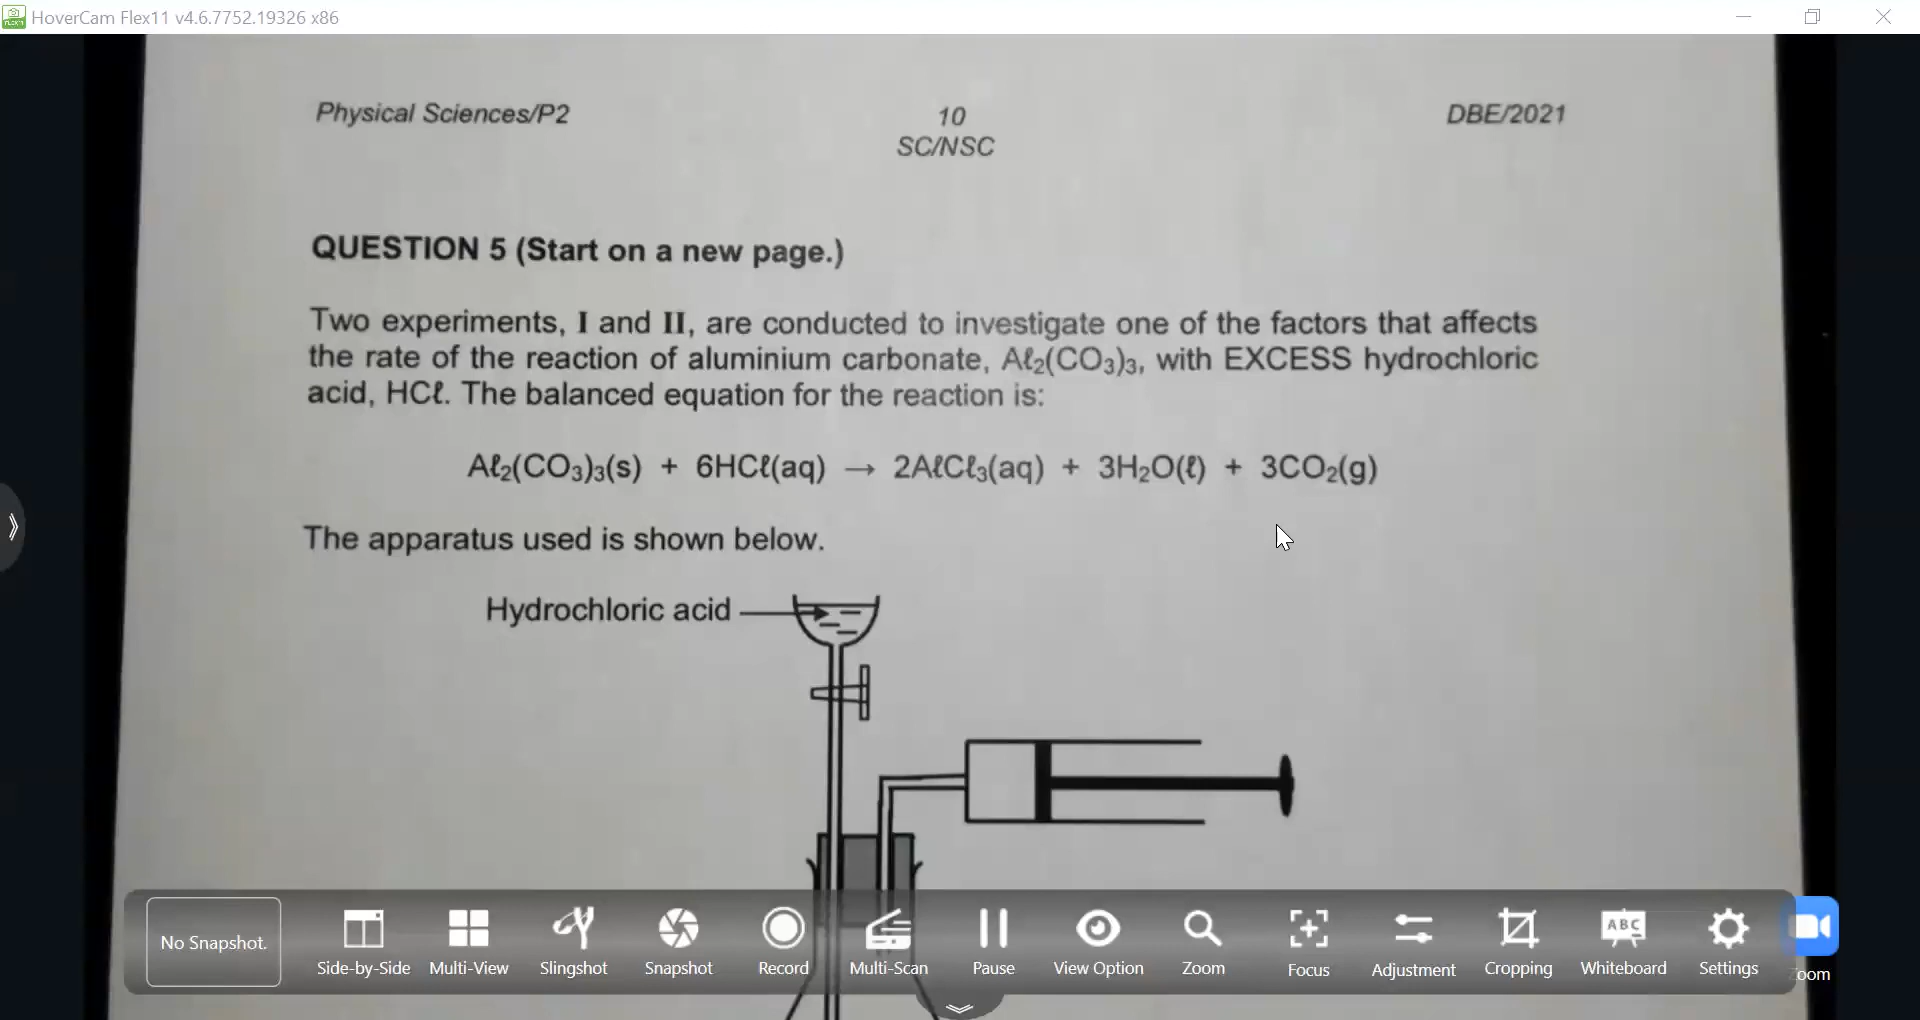 HoverCam Flex11 v4.6.7752.19326 x86
Physical Sciences/P2 10 DBE/2021
SC/NSC
QUESTION 5 (Start on a new page.)
Two experiments, I and II, are conducted to investigate one of the factors that affects
the rate of the reaction of aluminium carbonate, Aℓ₂(CO₃)₃, with EXCESS hydrochloric
acid, HCℓ. The balanced equation for the reaction is:
Aℓ₂(CO₃)₃(s) + 6HCℓ(aq) → 2AℓCℓ₃(aq) + 3H₂O(ℓ) + 3CO₂(g)
The apparatus used is shown below.
Hydrochloric acid
No Snapshot.
Side-by-Side Multi-View Slingshot Snapshot Record Multi-Scan Pause View Option Zoom Focus Adjustment Cropping ABC Whiteboard Settings oom